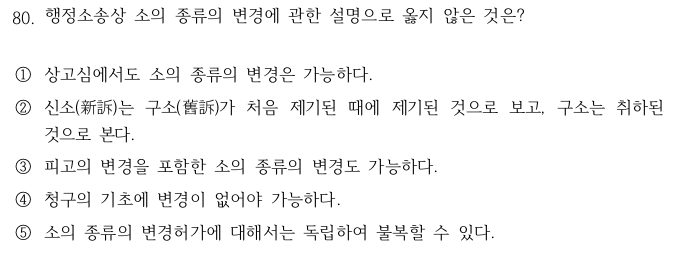 80. 행정소송상 소의 종류의 변경에 관한 설명으로 옳지 않은 것은?
① 상고심에서도 소의 종류의 변경은 가능하다.
② 신소(新訴)는 구소(舊訴)가 처음 제기된 때에 제기된 것으로 보고, 구소는 취하된
것으로 본다.
③ 피고의 변경을 포함한 소의 종류의 변경도 가능하다.
④ 청구의 기초에 변경이 없어야 가능하다.
⑤ 소의 종류의 변경허가에 대해서는 독립하여 불복할 수 있다.